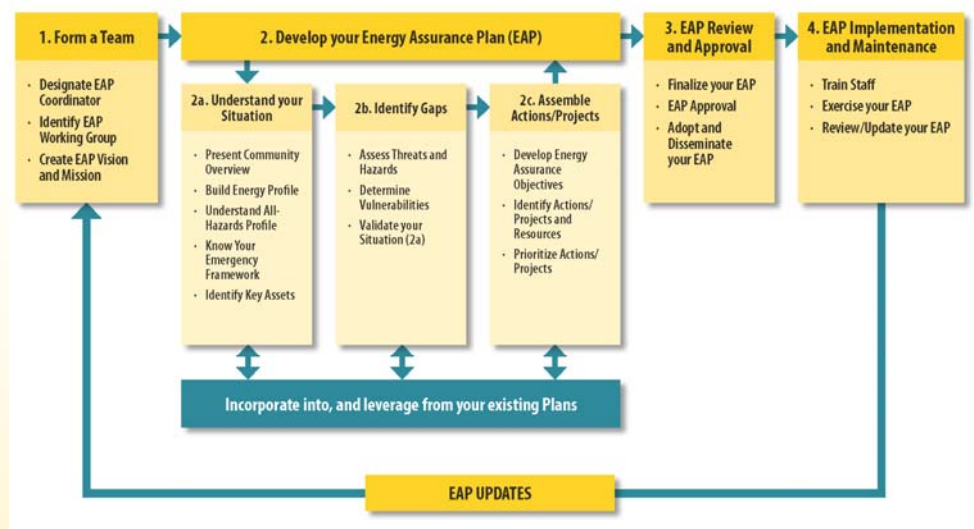 1. Form a Team
• Designate EAP
Coordinator
• Identify EAP
Working Group
• Create EAP Vision
and Mission
2. Develop your Energy Assurance Plan (EAP)
2a. Understand your
Situation
• Present Community
Overview
• Build Energy Profile
• Understand All-
Hazards Profile
• Know Your
Emergency
Framework
• Identify Key Assets
2b. Identify Gaps
• Assess Threats and
Hazards
• Determine
Vulnerabilities
• Validate your
Situation (2a)
2c. Assemble
Actions/Projects
• Develop Energy
Assurance
Objectives
• Identify Actions/
Projects and
Resources
• Prioritize Actions/
Projects
Incorporate into, and leverage from your existing Plans
3. EAP Review
and Approval
• Finalize your EAP
• EAP Approval
• Adopt and
Disseminate
your EAP
4. EAP Implementation
and Maintenance
• Train Staff
• Exercise your EAP
• Review/Update your EAP
EAP UPDATES